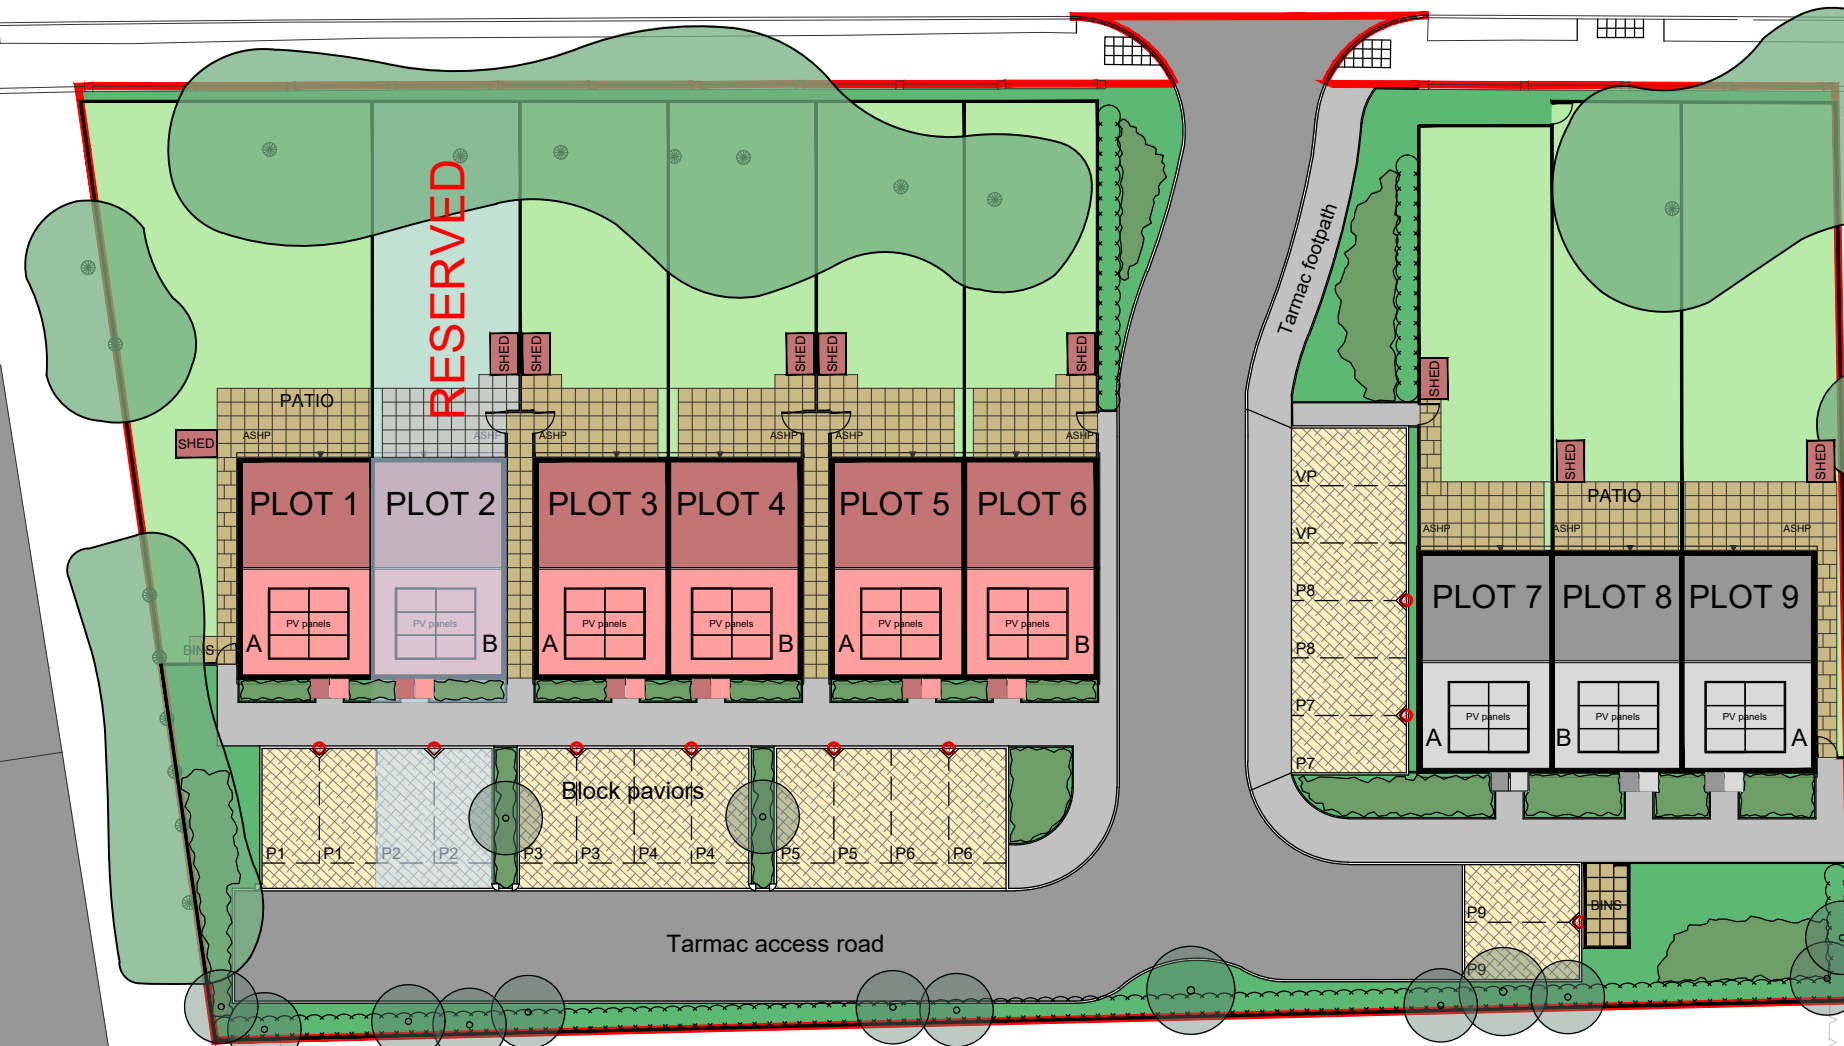 RESERVED
Tarmac footpath
SHED
SHED
SHED
SHED
SHED
SHED
SHED
SHED
SHED
PATIO
ASHP
ASHP
ASHP
ASHP
ASHP
ASHP
PLOT 1
PLOT 2
PLOT 3
PLOT 4
PLOT 5
PLOT 6
PV panels
PV panels
PV panels
PV panels
PV panels
PV panels
BINS
A
B
A
B
A
B
VP
VP
P8
P8
P7
P7
PATIO
ASHP
ASHP
ASHP
PLOT 7
PLOT 8
PLOT 9
PV panels
PV panels
PV panels
A
B
A
Block paviors
P1
P1
P2
P2
P3
P3
P4
P4
P5
P5
P6
P6
Tarmac access road
P9
P9
BINS